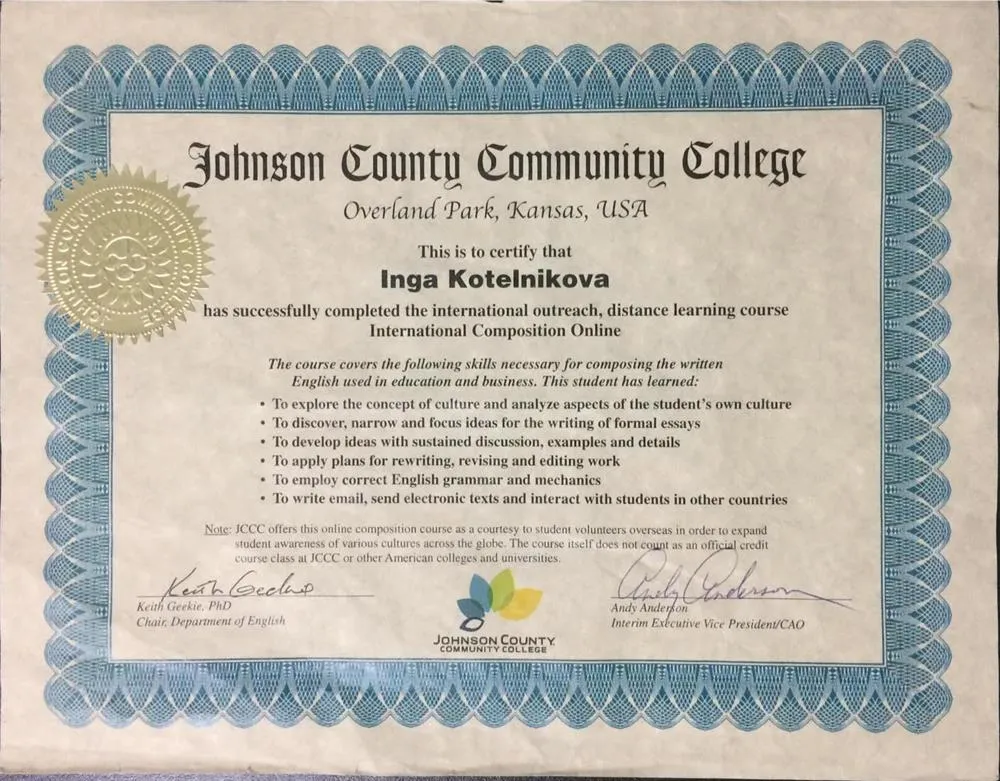 Johnson County Community College
Overland Park, Kansas, USA
This is to certify that
Inga Kotelnikova
has successfully completed the international outreach, distance learning course
International Composition Online
The course covers the following skills necessary for composing the written
English used in education and business. This student has learned:
• To explore the concept of culture and analyze aspects of the student's own culture
• To discover, narrow and focus ideas for the writing of formal essays
• To develop ideas with sustained discussion, examples and details
• To apply plans for rewriting, revising and editing work
• To employ correct English grammar and mechanics
• To write email, send electronic texts and interact with students in other countries
Note: JCCC offers this online composition course as a courtesy to student volunteers overseas in order to expand
student awareness of various cultures across the globe. The course itself does not count as an official credit
course class at JCCC or other American colleges and universities.
Keith Geekie
Keith Geekie, PhD
Chair, Department of English
Andy Anderson
Andy Anderson
Interim Executive Vice President/CAO
JOHNSON COUNTY
COMMUNITY COLLEGE
JOHNSON COUNTY COMMUNITY COLLEGE